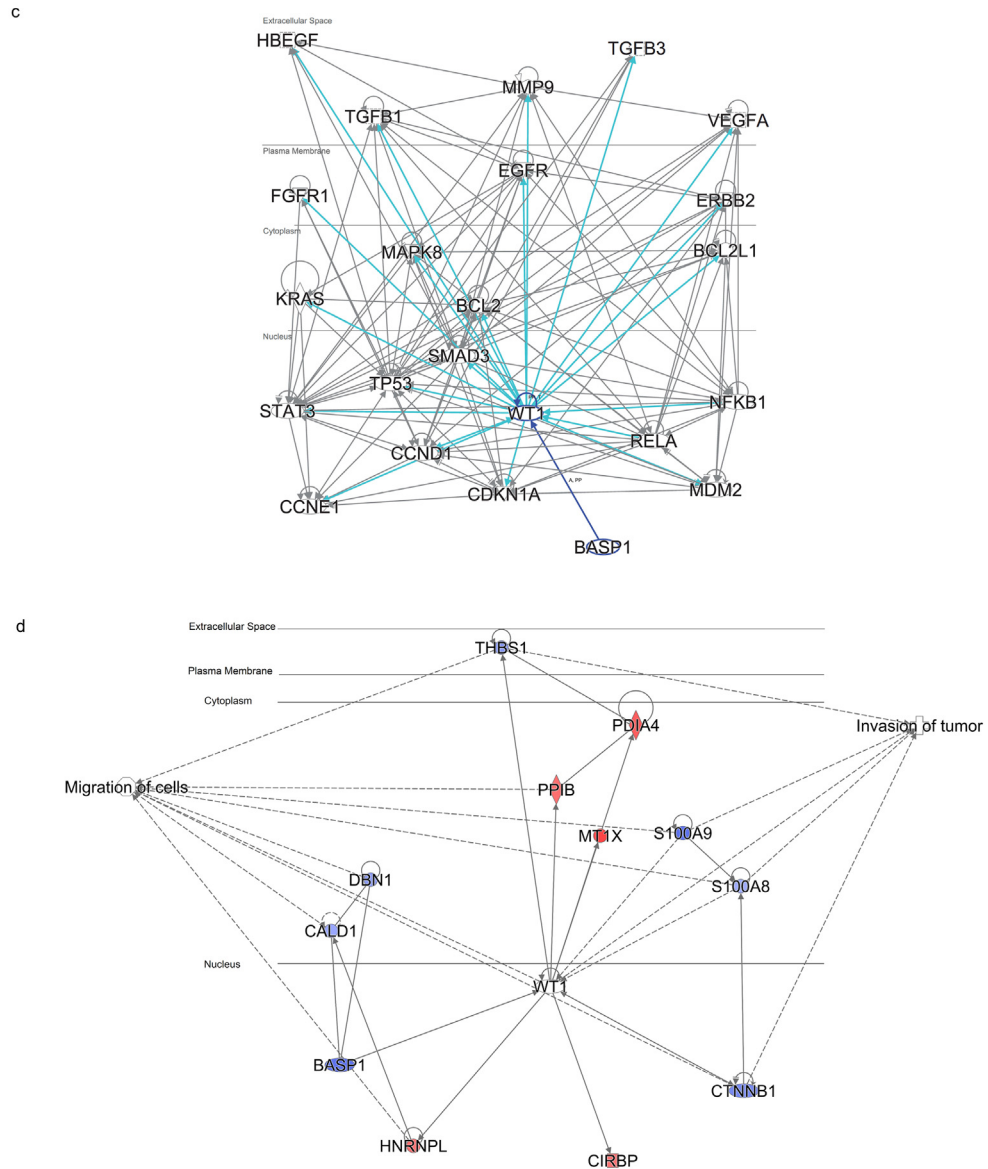 c
Extracellular Space
HBEGF
TGFB3
MMP9
TGFB1
VEGFA
Plasma Membrane
EGFR
FGFR1
ERBB2
Cytoplasm
MAPK8
BCL2L1
KRAS
BCL2
Nucleus
SMAD3
TP53
STAT3
WT1
NFKB1
RELA
CCND1
A, PP
CDKN1A
MDM2
CCNE1
BASP1
d
Extracellular Space
THBS1
Plasma Membrane
Cytoplasm
PDIA4
Invasion of tumor
Migration of cells
PPIB
MT1X
S100A9
DBN1
S100A8
CALD1
Nucleus
WT1
BASP1
CTNNB1
HNRNPL
CIRBP